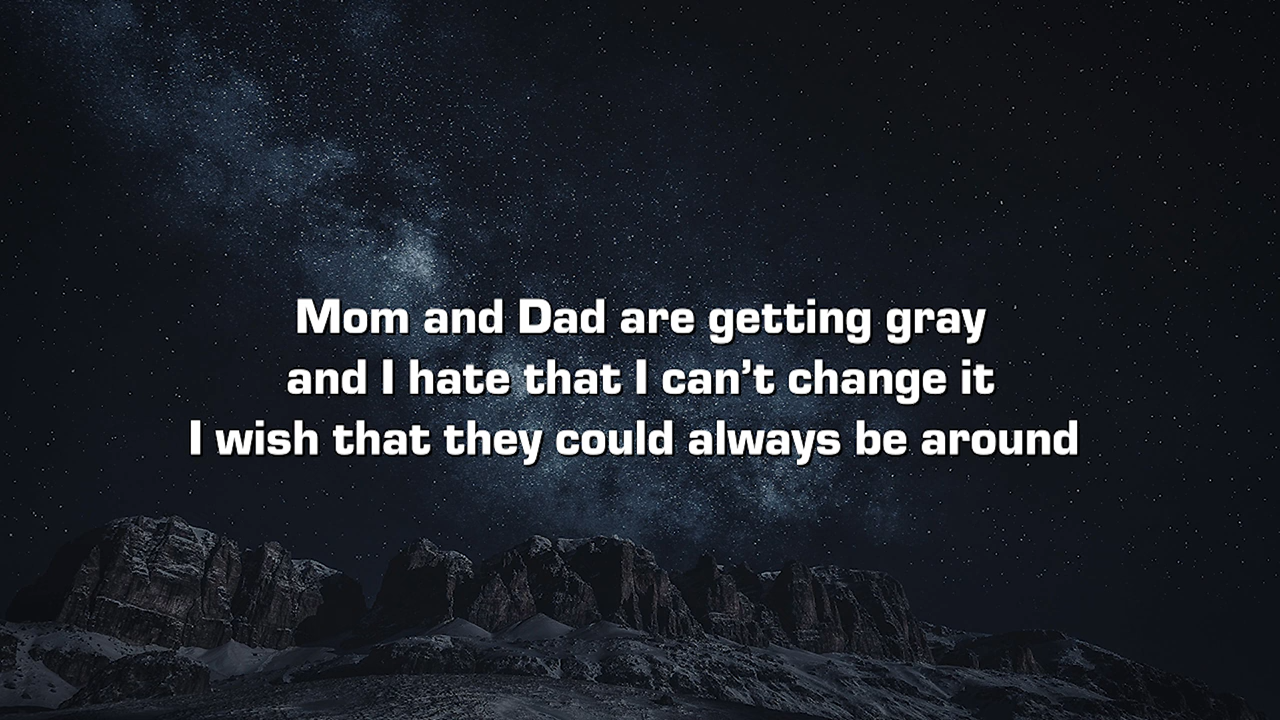 Mom and Dad are getting gray
and I hate that I can’t change it
I wish that they could always be around